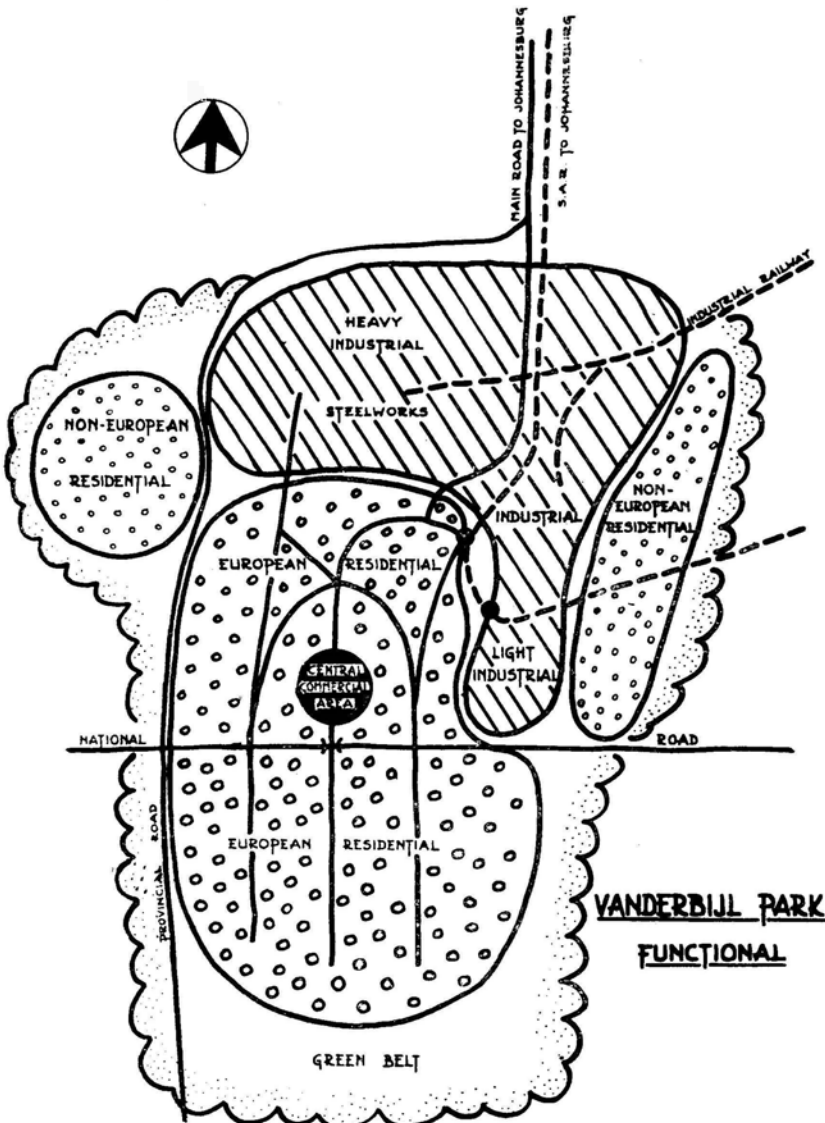 MAIN ROAD TO JOHANNESBURG
S.A.R. TO JOHANNESBURG
INDUSTRIAL RAILWAY
HEAVY
INDUSTRIAL
STEELWORKS
NON-EUROPEAN
RESIDENTIAL
INDUSTRIAL
NON-
EUROPEAN
RESIDENTIAL
EUROPEAN RESIDENTIAL
LIGHT
INDUSTRIAL
CENTRAL
COMMERCIAL
AREA
NATIONAL ROAD
EUROPEAN RESIDENTIAL
PROVINCIAL ROAD
VANDERBIJL PARK
FUNCTIONAL
GREEN BELT